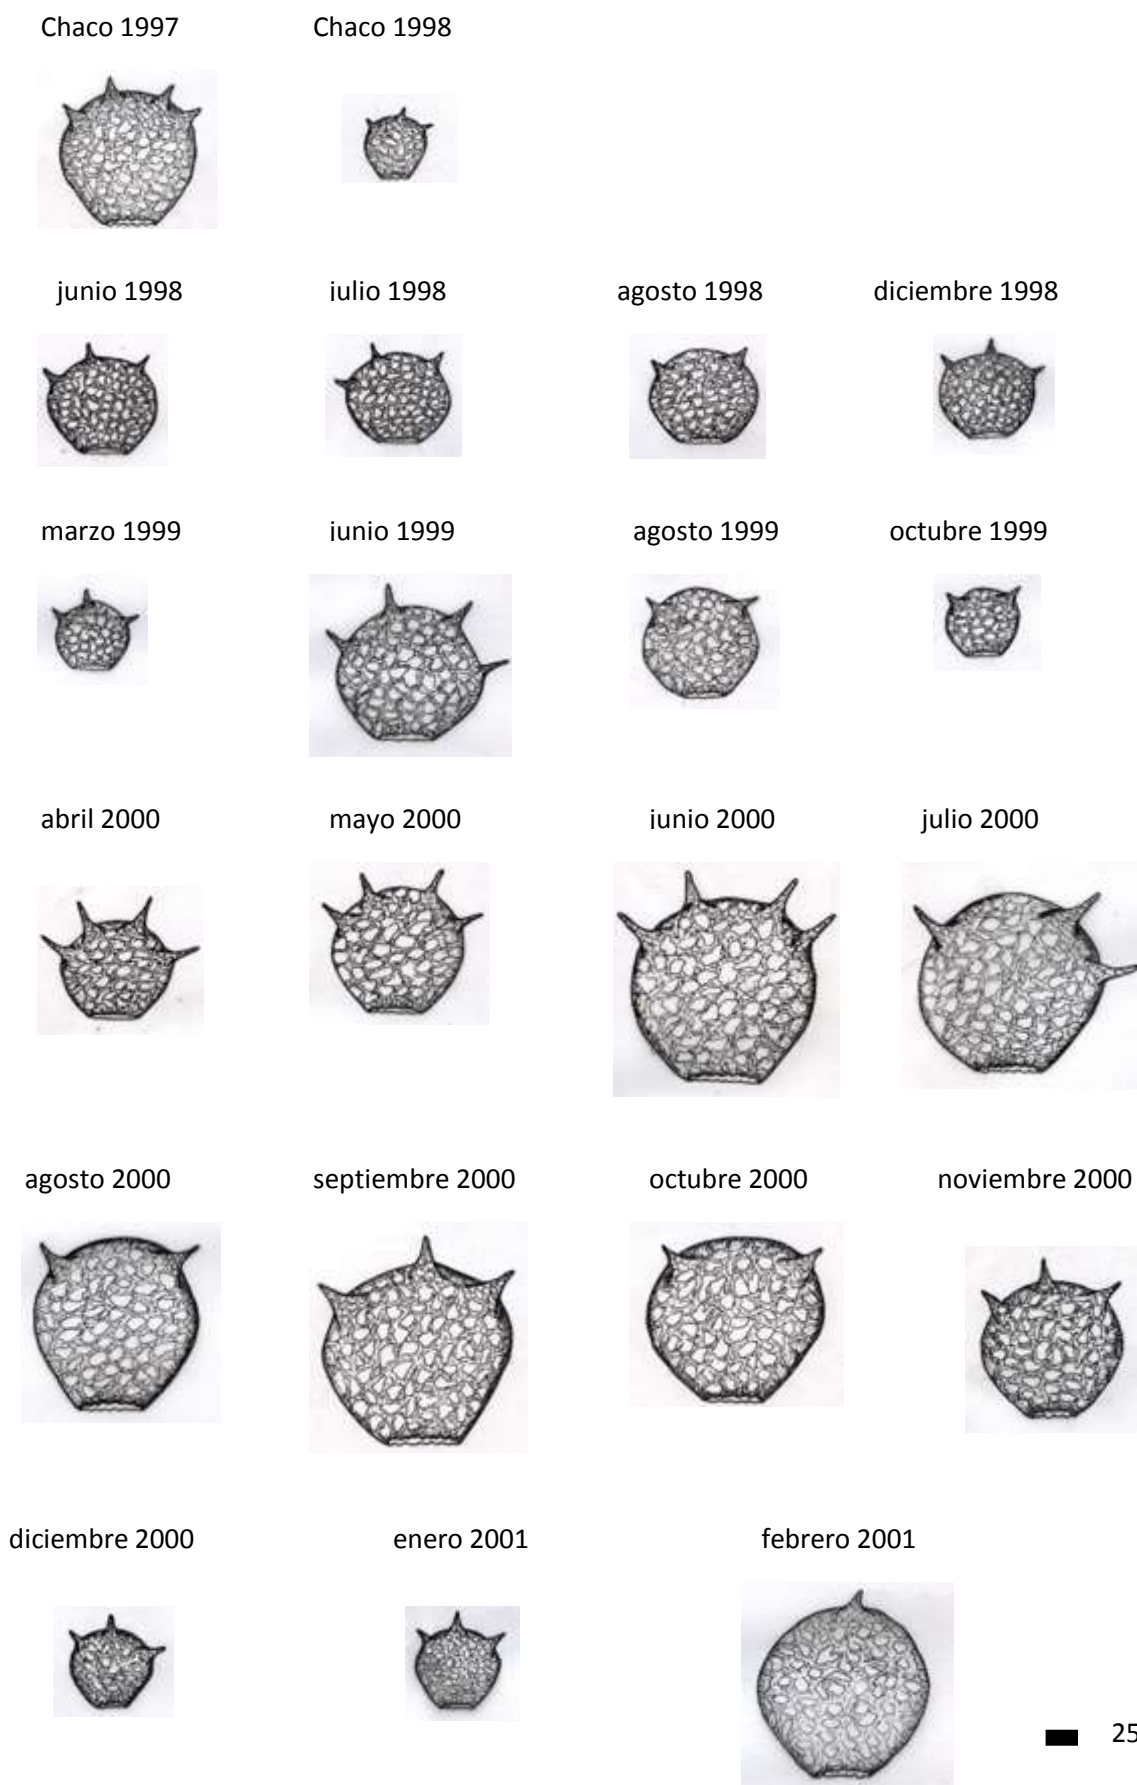 Chaco 1997 Chaco 1998
junio 1998 julio 1998 agosto 1998 diciembre 1998
marzo 1999 junio 1999 agosto 1999 octubre 1999
abril 2000 mayo 2000 junio 2000 julio 2000
agosto 2000 septiembre 2000 octubre 2000 noviembre 2000
diciembre 2000 enero 2001 febrero 2001
25